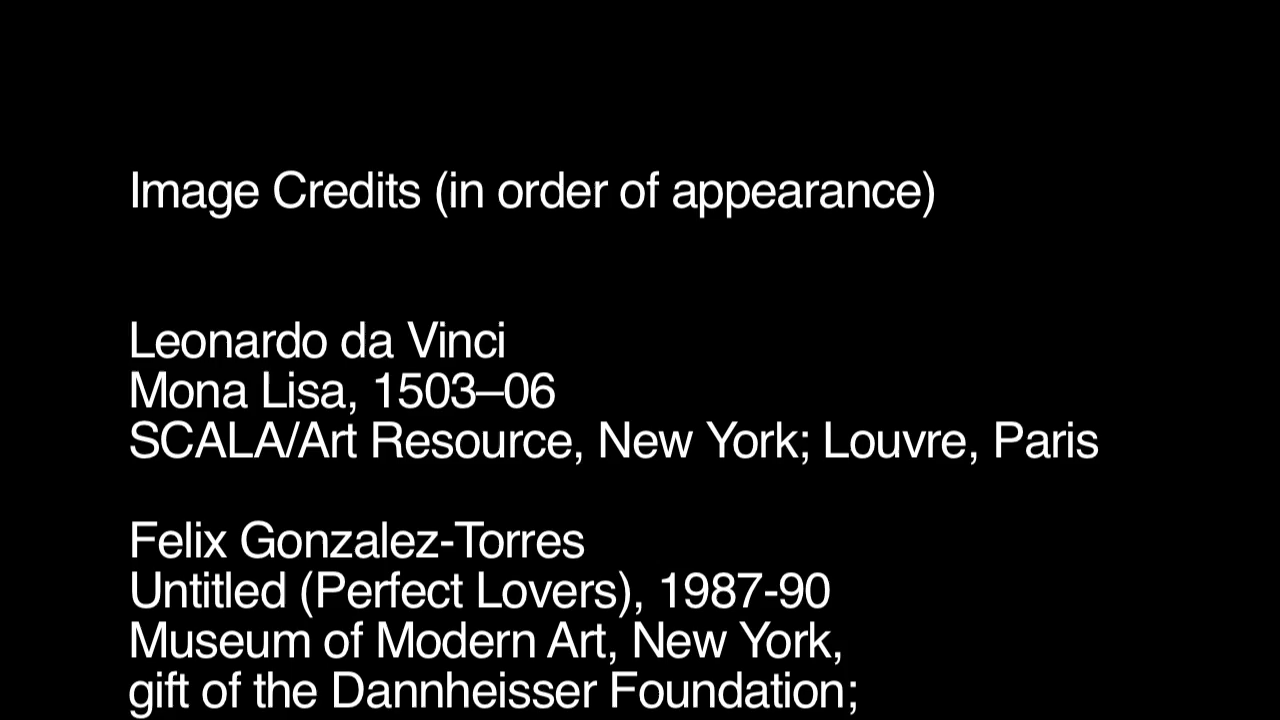 Image Credits (in order of appearance)
Leonardo da Vinci
Mona Lisa, 1503–06
SCALA/Art Resource, New York; Louvre, Paris
Felix Gonzalez-Torres
Untitled (Perfect Lovers), 1987-90
Museum of Modern Art, New York,
gift of the Dannheisser Foundation;